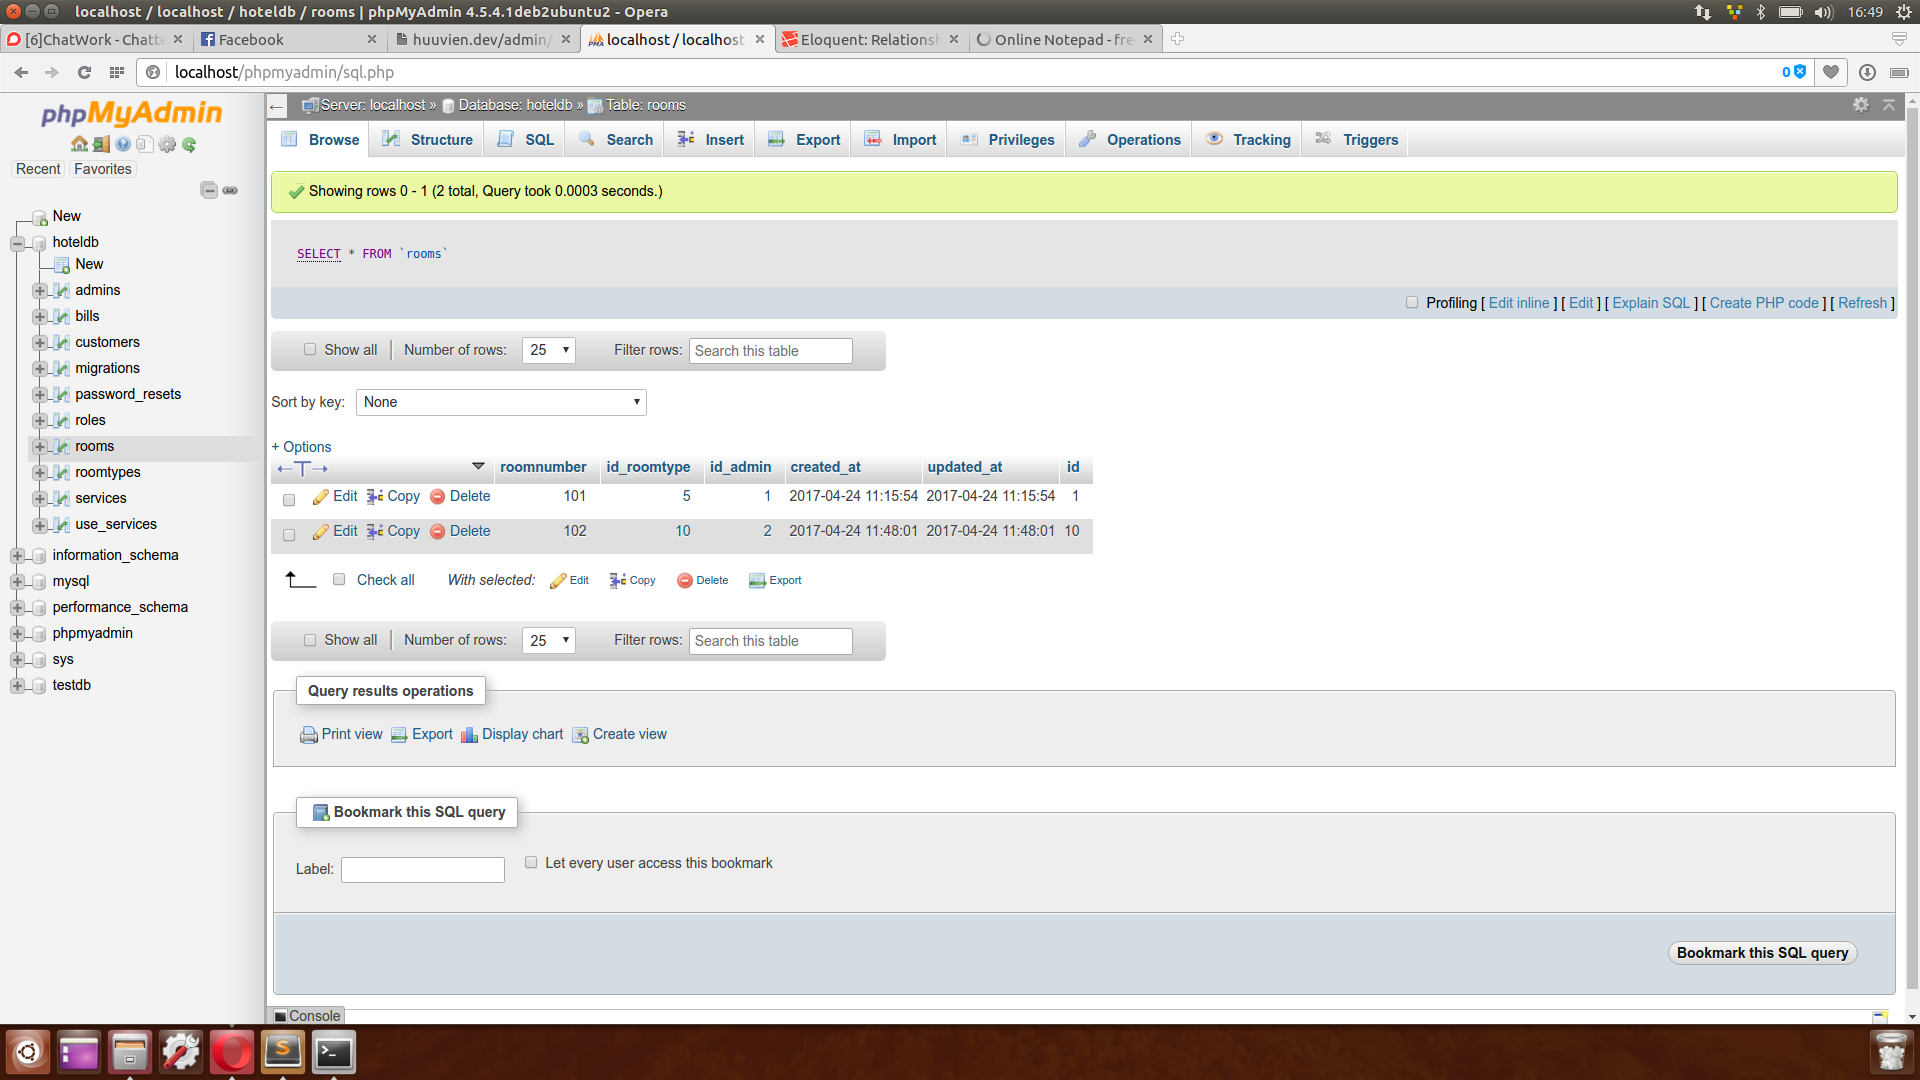 localhost / localhost / hoteldb / rooms | phpMyAdmin 4.5.4.1deb2ubuntu2 - Opera
16:49
[6]ChatWork - Chatte
Facebook
huuvien.dev/admin/
localhost / localhost
Eloquent: Relationsh
Online Notepad - fre
localhost/phpmyadmin/sql.php
0
phpMyAdmin
Recent Favorites
New
hoteldb
New
admins
bills
customers
migrations
password_resets
roles
rooms
roomtypes
services
use_services
information_schema
mysql
performance_schema
phpmyadmin
sys
testdb
Server: localhost » Database: hoteldb » Table: rooms
Browse Structure SQL Search Insert Export Import Privileges Operations Tracking Triggers
Showing rows 0 - 1 (2 total, Query took 0.0003 seconds.)
SELECT * FROM `rooms`
Profiling [ Edit inline ] [ Edit ] [ Explain SQL ] [ Create PHP code ] [ Refresh ]
Show all Number of rows: 25 Filter rows: Search this table
Sort by key: None
+ Options
roomnumber id_roomtype id_admin created_at updated_at id
Edit Copy Delete 101 5 1 2017-04-24 11:15:54 2017-04-24 11:15:54 1
Edit Copy Delete 102 10 2 2017-04-24 11:48:01 2017-04-24 11:48:01 10
Check all With selected: Edit Copy Delete Export
Show all Number of rows: 25 Filter rows: Search this table
Query results operations
Print view Export Display chart Create view
Bookmark this SQL query
Label: Let every user access this bookmark
Bookmark this SQL query
Console